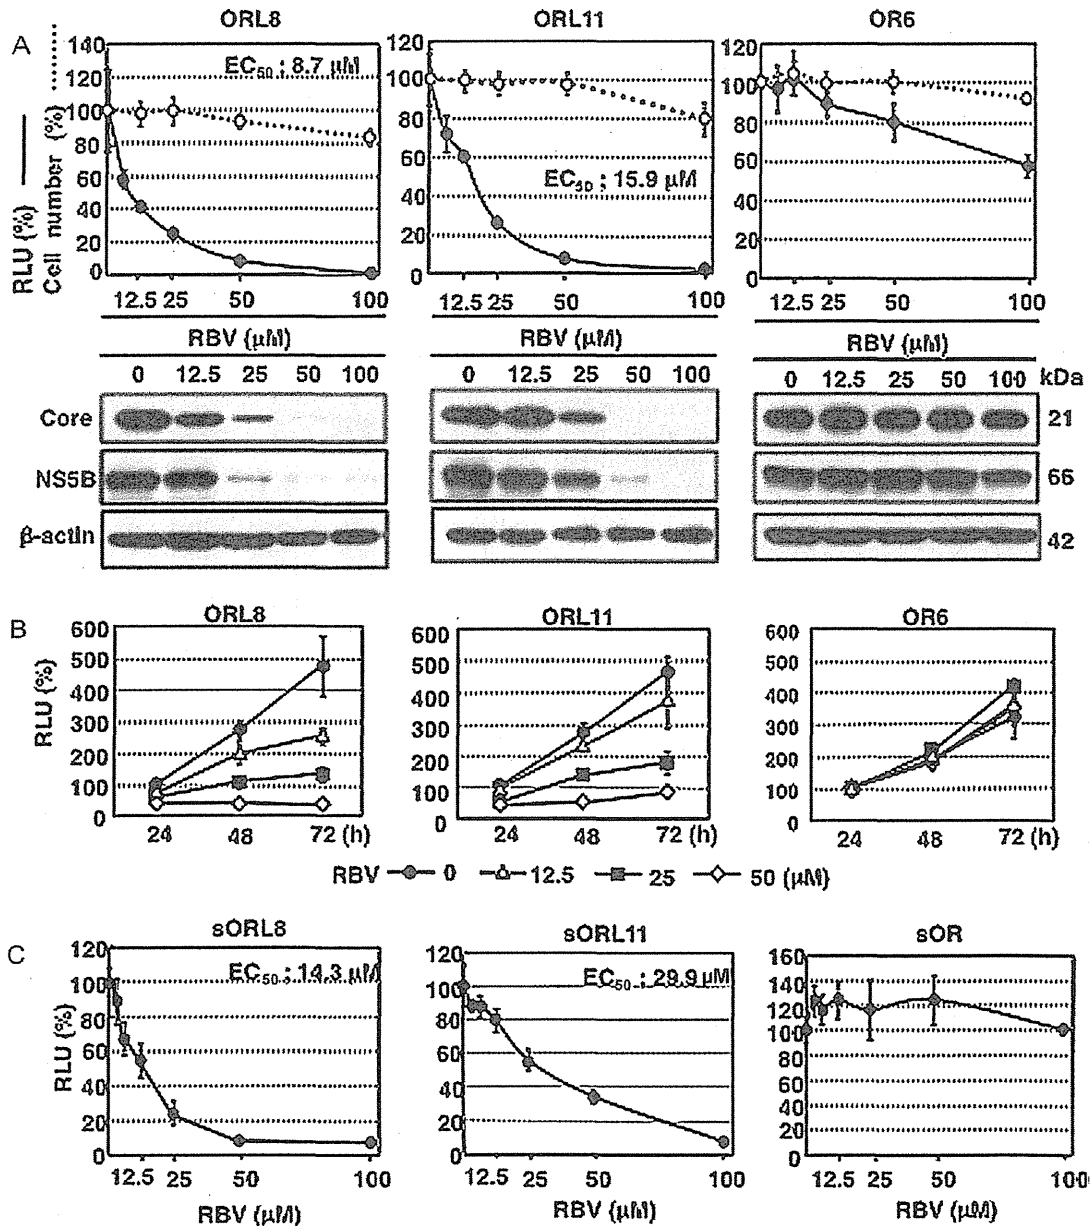 A
ORL8
ORL11
OR6
RLU (%)
Cell number (%)
140
120
100
80
60
40
20
0
EC50 ; 8.7 µM
12.5 25 50 100
120
100
80
60
40
20
0
EC50 ; 15.9 µM
12.5 25 50 100
120
100
80
60
40
20
0
12.5 25 50 100
RBV (µM)
RBV (µM)
RBV (µM)
0 12.5 25 50 100
0 12.5 25 50 100
0 12.5 25 50 100 kDa
Core
21
NS5B
66
β-actin
42
B
ORL8
ORL11
OR6
RLU (%)
600
500
400
300
200
100
0
24 48 72 (h)
600
500
400
300
200
100
0
24 48 72 (h)
600
500
400
300
200
100
0
24 48 72 (h)
RBV 0 12.5 25 50 (µM)
C
sORL8
sORL11
sOR
RLU (%)
120
100
80
60
40
20
0
EC50 ; 14.3 µM
12.5 25 50 100
120
100
80
60
40
20
0
EC50 ; 29.9 µM
12.5 25 50 100
160
140
120
100
80
60
40
20
0
12.5 25 50 100
RBV (µM)
RBV (µM)
RBV (µM)